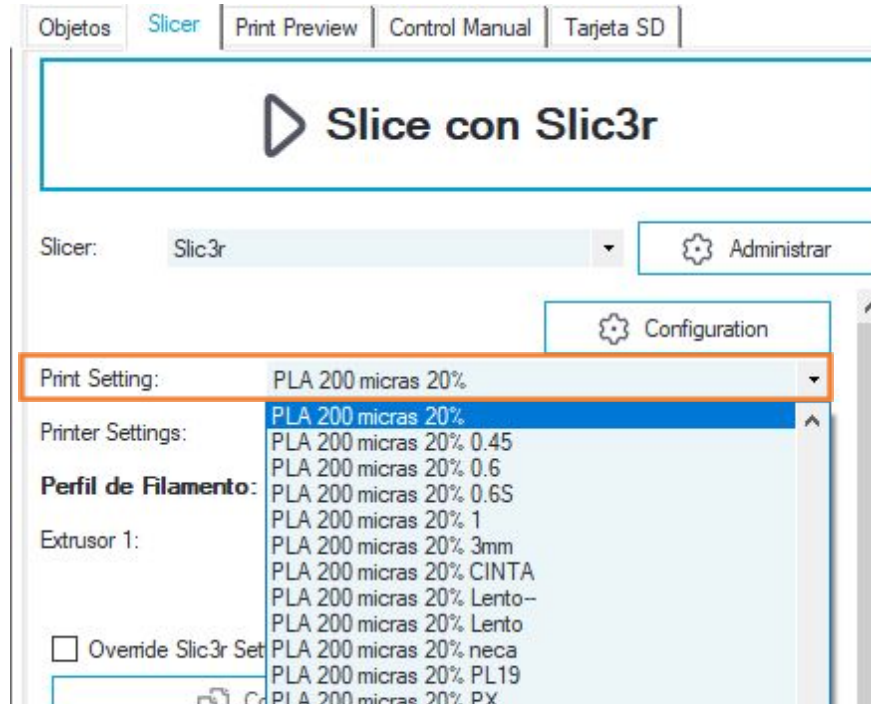 Objetos Slicer Print Preview Control Manual Tarjeta SD
Slice con Slic3r
Slicer: Slic3r Administrar
Configuration
Print Setting: PLA 200 micras 20%
PLA 200 micras 20%
Printer Settings:
PLA 200 micras 20% 0.45
PLA 200 micras 20% 0.6
Perfil de Filamento: PLA 200 micras 20% 0.6S
PLA 200 micras 20% 1
Extrusor 1: PLA 200 micras 20% 3mm
PLA 200 micras 20% CINTA
PLA 200 micras 20% Lento--
PLA 200 micras 20% Lento
Override Slic3r Set PLA 200 micras 20% neca
PLA 200 micras 20% PL19
Co PLA 200 micras 20% PX